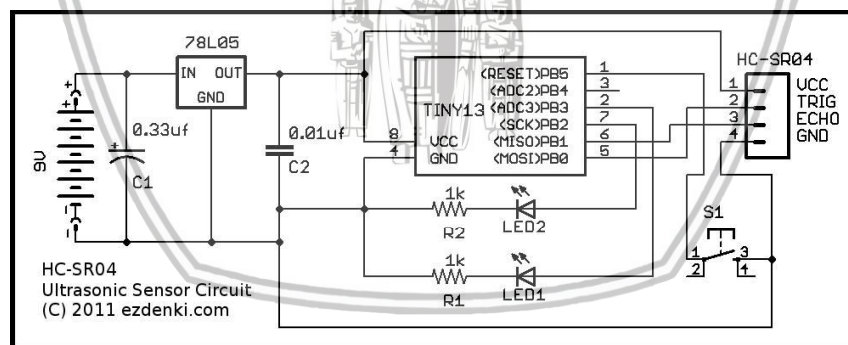 78L05
IN OUT
GND
9V
0.33uf
C1
0.01uf
C2
TINY13
8 VCC
4 GND
(RESET)PB5 1
(ADC2)PB4 3
(ADC3)PB3 2
(SCK)PB2 7
(MISO)PB1 6
(MOSI)PB0 5
HC-SR04
1 VCC
2 TRIG
3 ECHO
4 GND
1k
R2
LED2
1k
R1
LED1
S1
1 3
2 4
HC-SR04
Ultrasonic Sensor Circuit
(C) 2011 ezdenki.com